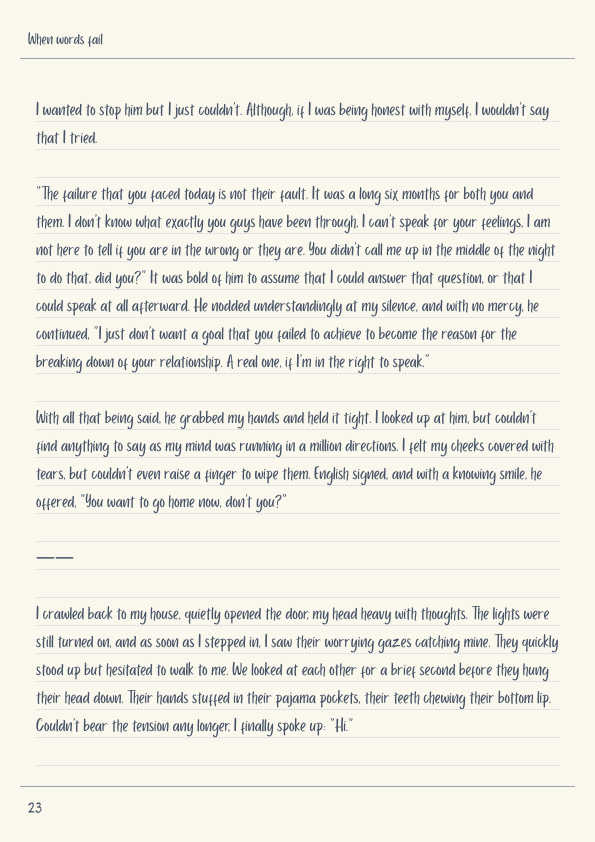 When words fail
I wanted to stop him but I just couldn't. Although, if I was being honest with myself, I wouldn't say
that I tried.
"The failure that you faced today is not their fault. It was a long six months for both you and
them. I don't know what exactly you guys have been through, I can't speak for your feelings, I am
not here to tell if you are in the wrong or they are. You didn't call me up in the middle of the night
to do that, did you?" It was bold of him to assume that I could answer that question, or that I
could speak at all afterward. He nodded understandingly at my silence, and with no mercy, he
continued, "I just don't want a goal that you failed to achieve to become the reason for the
breaking down of your relationship. A real one, if I'm in the right to speak."
With all that being said, he grabbed my hands and held it tight. I looked up at him, but couldn't
find anything to say as my mind was running in a million directions. I felt my cheeks covered with
tears, but couldn't even raise a finger to wipe them. English signed, and with a knowing smile, he
offered, "You want to go home now, don't you?"
——
I crawled back to my house, quietly opened the door, my head heavy with thoughts. The lights were
still turned on, and as soon as I stepped in, I saw their worrying gazes catching mine. They quickly
stood up but hesitated to walk to me. We looked at each other for a brief second before they hung
their head down. Their hands stuffed in their pajama pockets, their teeth chewing their bottom lip.
Couldn't bear the tension any longer, I finally spoke up: "Hi."
23